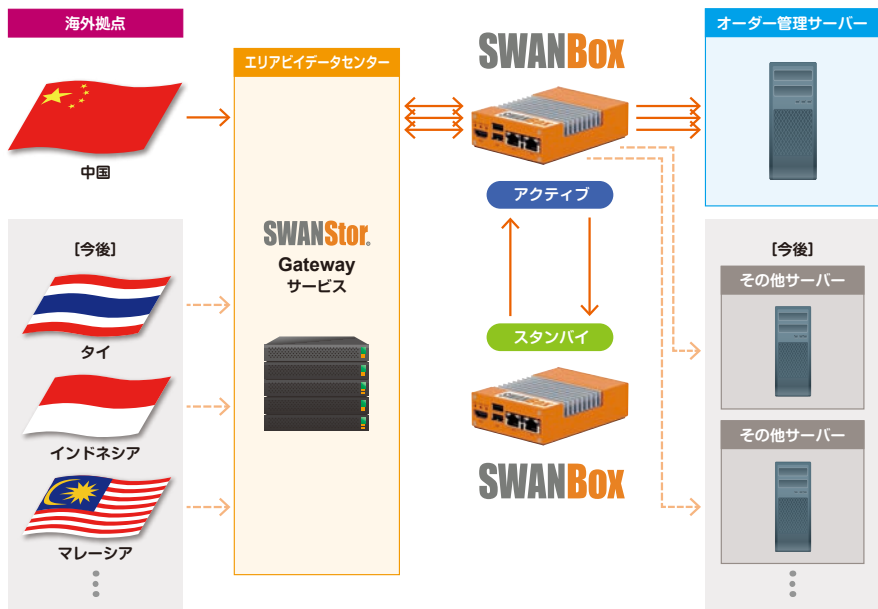 海外拠点
中国
[今後]
タイ
インドネシア
マレーシア
エリアビイデータセンター
SWANStor.
Gateway
サービス
SWANBox
SWANBox
アクティブ
スタンバイ
SWANBox
SWANBox
オーダー管理サーバー
[今後]
その他サーバー
その他サーバー